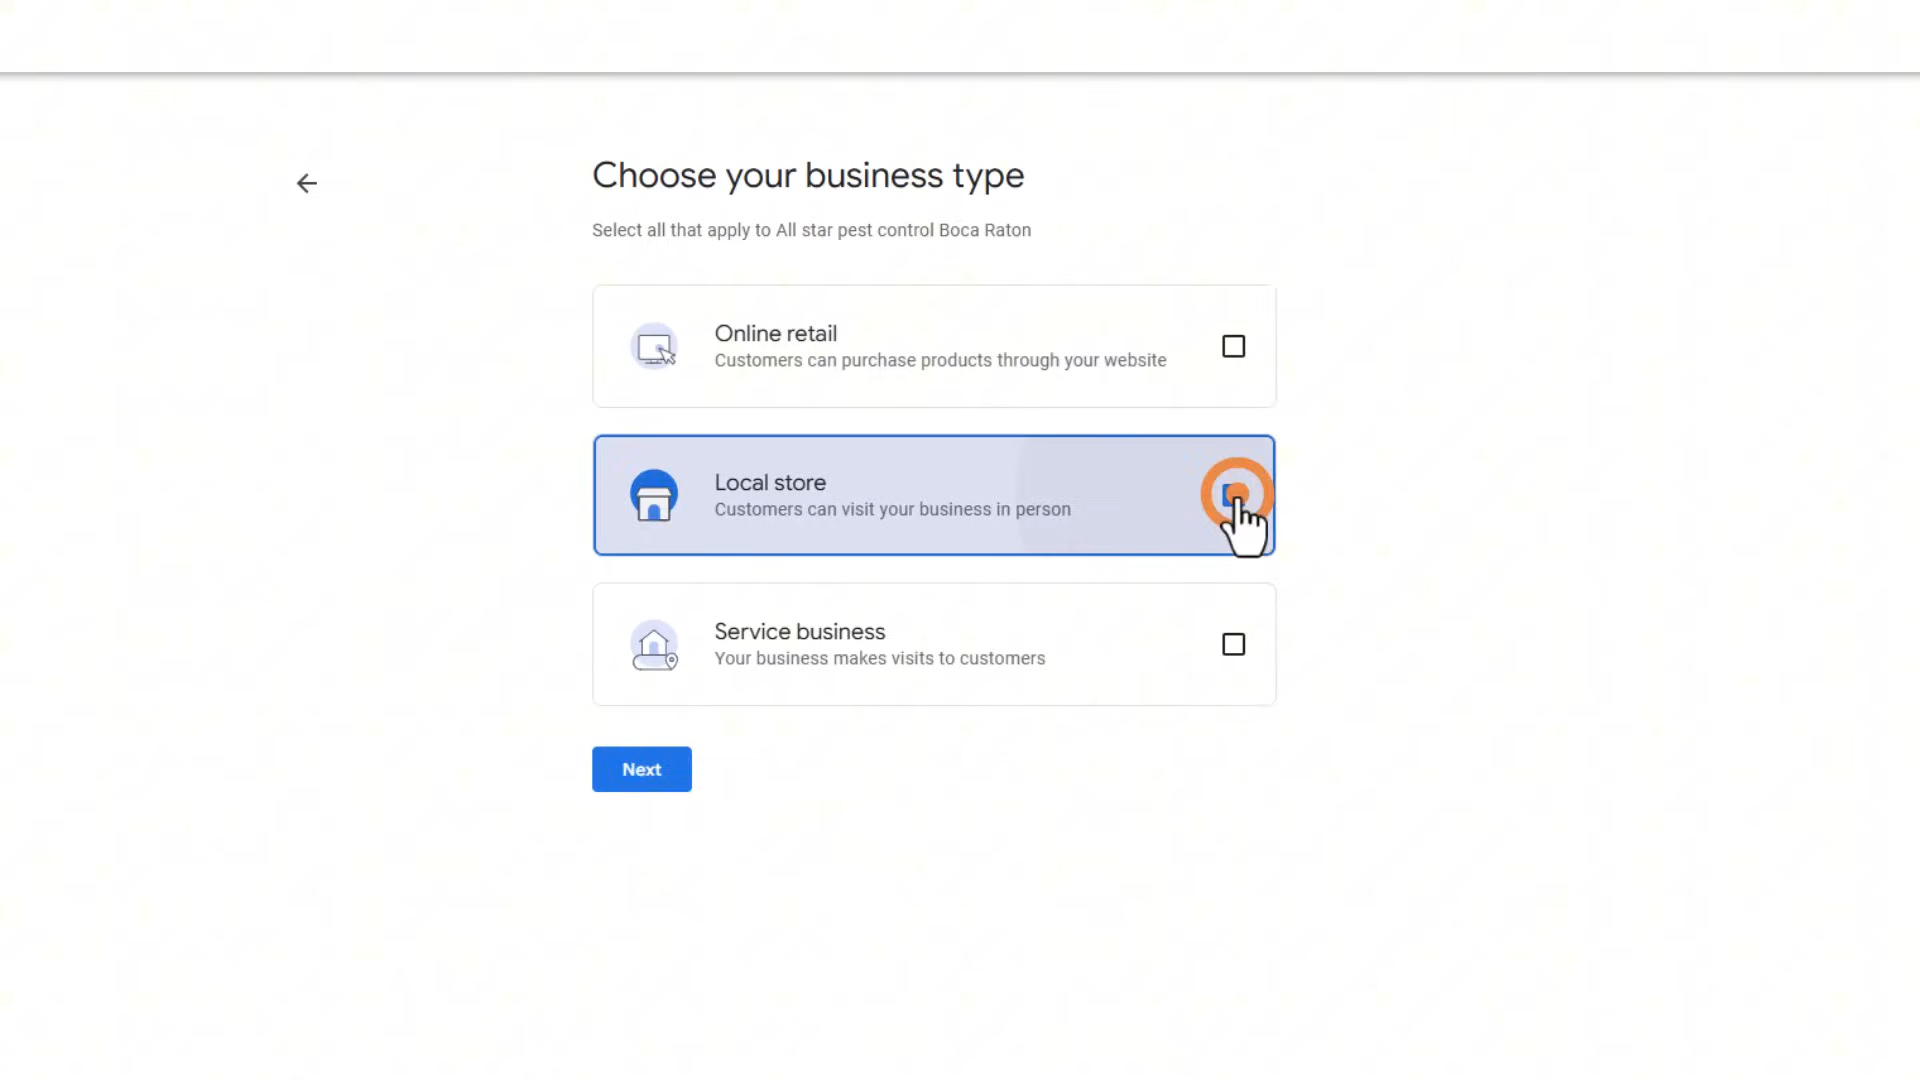 Choose your business type
Select all that apply to All star pest control Boca Raton
Online retail
Customers can purchase products through your website
Local store
Customers can visit your business in person
Service business
Your business makes visits to customers
Next